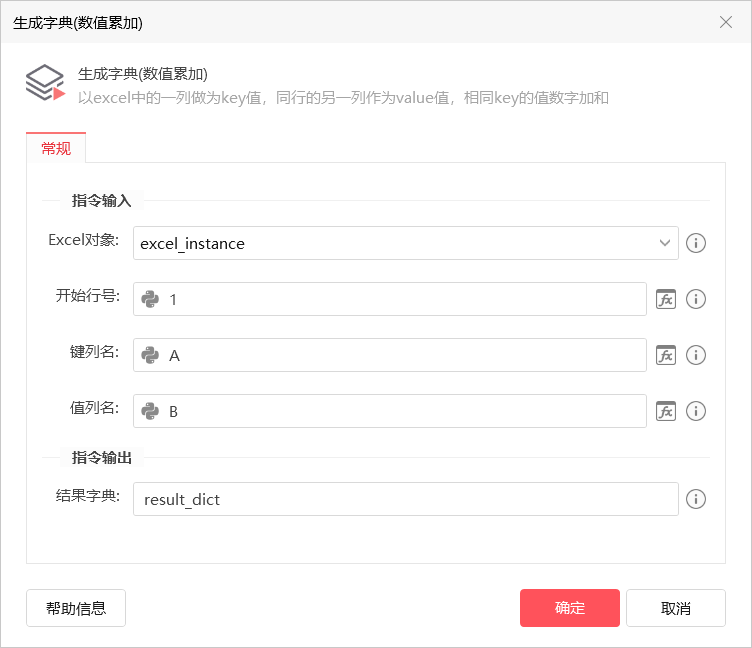 生成字典(数值累加)
生成字典(数值累加)
以excel中的一列做为key值，同行的另一列作为value值，相同key的值数字加和
常规
指令输入
Excel对象: excel_instance
开始行号: 1
键列名: A
值列名: B
指令输出
结果字典: result_dict
帮助信息 确定 取消